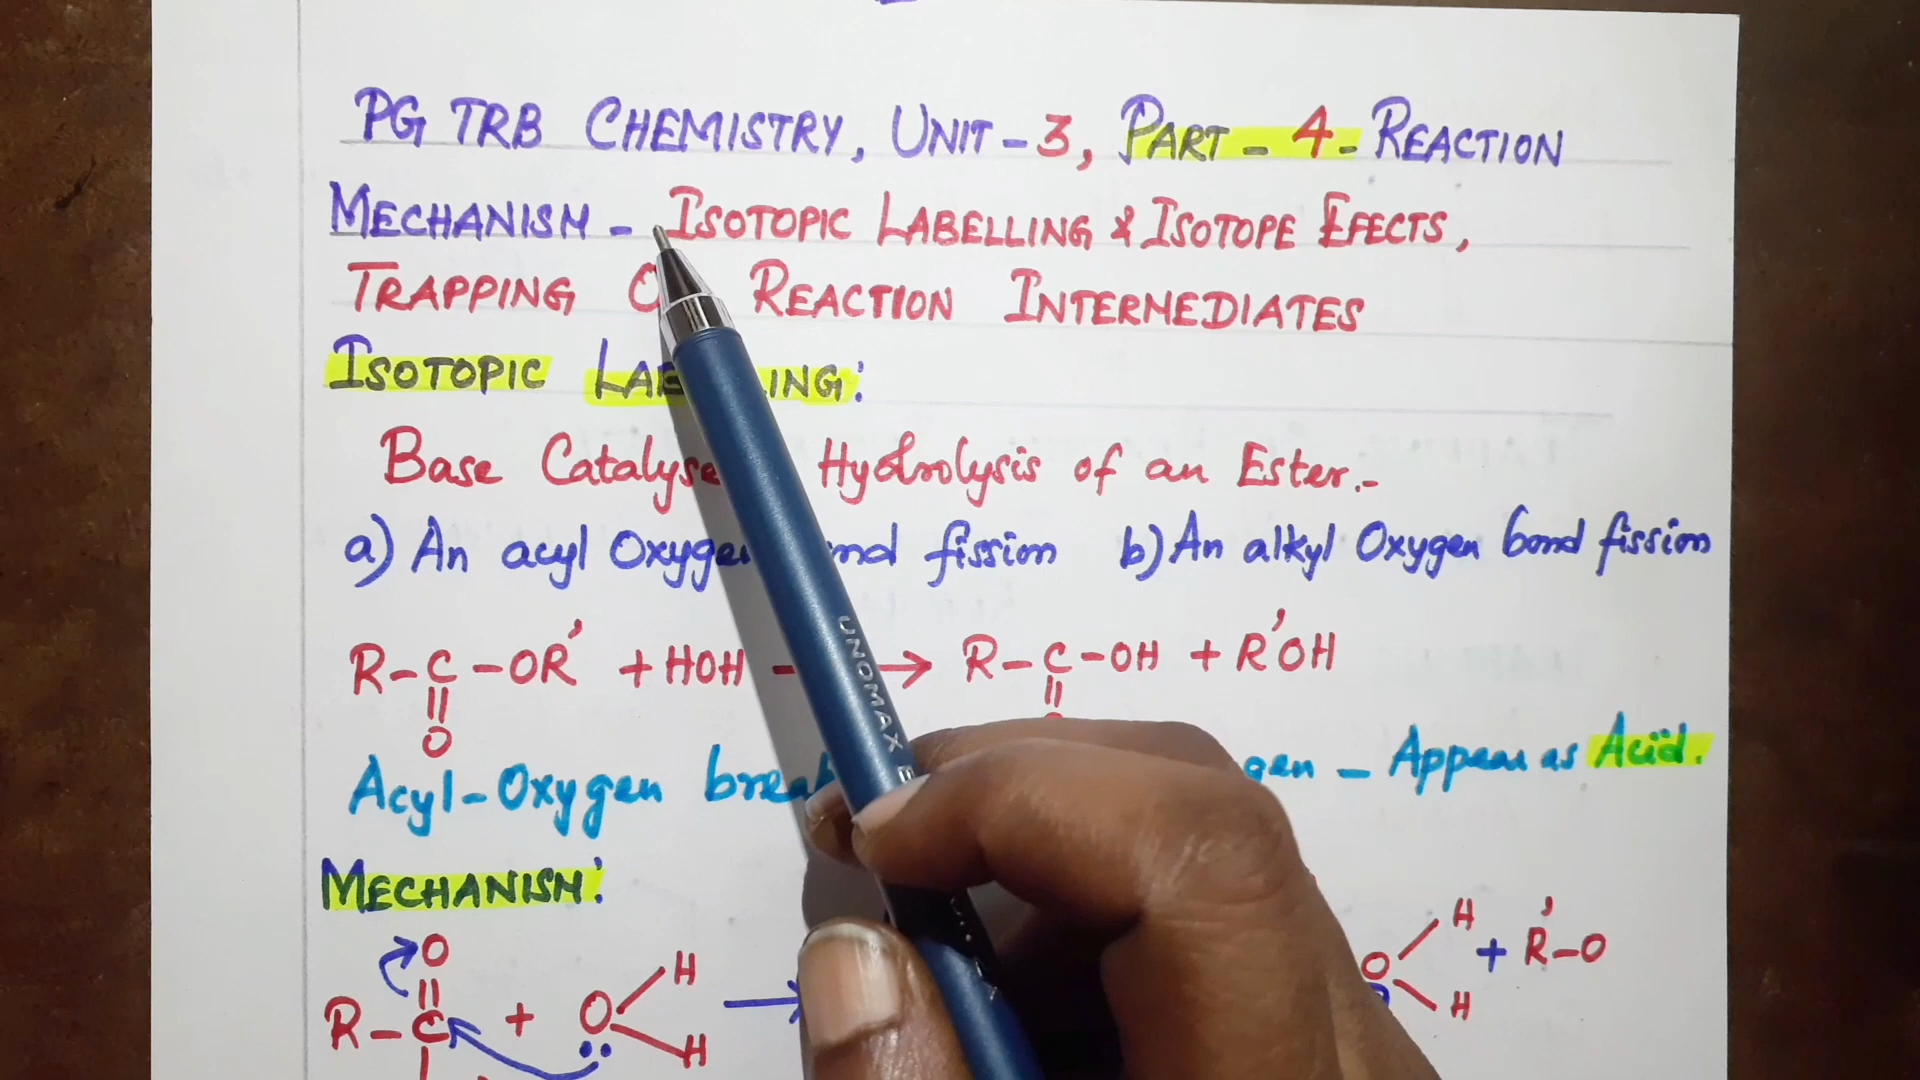 PG TRB CHEMISTRY, UNIT-3, PART-4-REACTION
MECHANISM - ISOTOPIC LABELLING & ISOTOPE EFECTS,
TRAPPING REACTION INTERMEDIATES
ISOTOPIC
Base Hydrolysis of an Ester.-
a) An acyl fission b) An alkyl Oxygen bond fission
R-C-OR' + HOH → R-C-OH + R'OH
O
Acyl-Oxygen - Appear as Acid.
MECHANISM:
O H H + R'-O
R-C + O H O H
UNOMAX